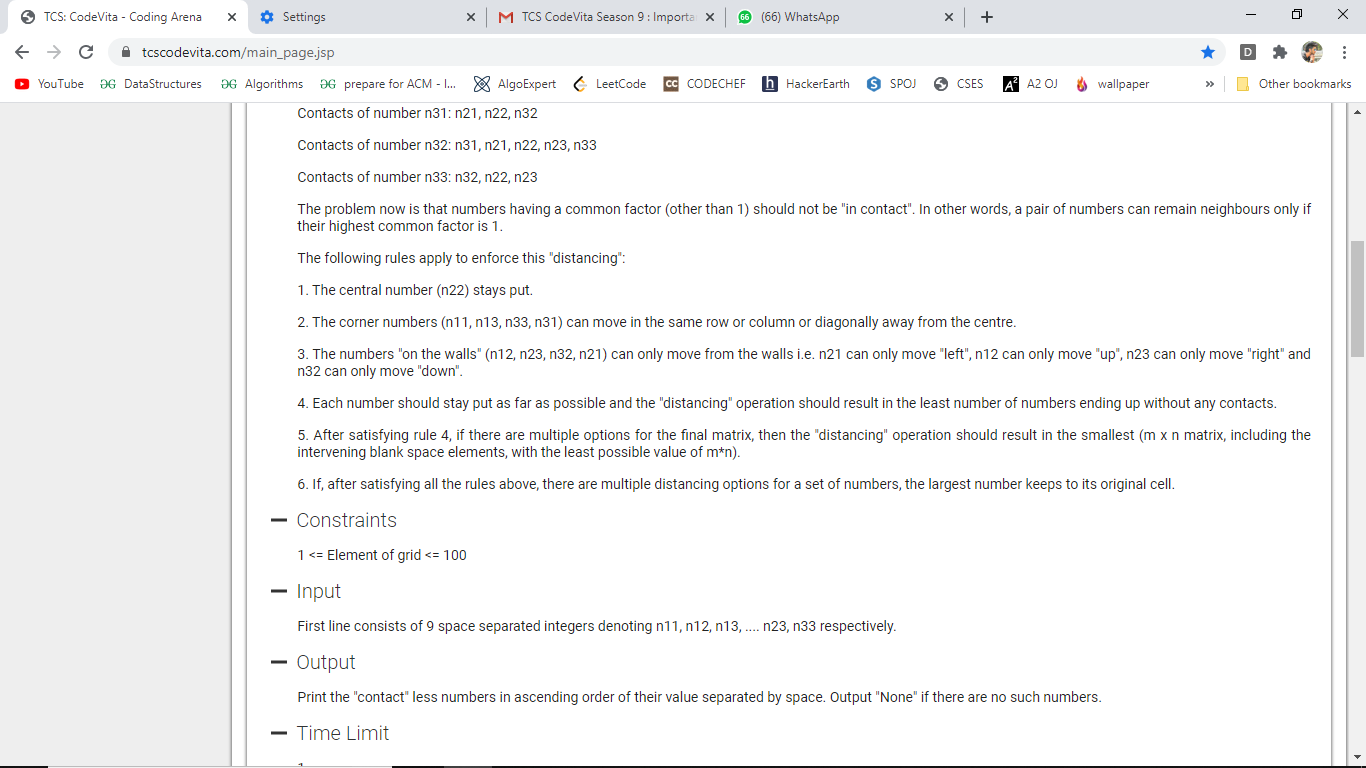 TCS: CodeVita - Coding Arena
Settings
TCS CodeVita Season 9 : Importa
66 (66) WhatsApp
tcscodevita.com/main_page.jsp
D
YouTube DataStructures Algorithms prepare for ACM - I... AlgoExpert LeetCode CC CODECHEF h HackerEarth S SPOJ CSES A² A2 OJ wallpaper » Other bookmarks
Contacts of number n31: n21, n22, n32
Contacts of number n32: n31, n21, n22, n23, n33
Contacts of number n33: n32, n22, n23
The problem now is that numbers having a common factor (other than 1) should not be "in contact". In other words, a pair of numbers can remain neighbours only if
their highest common factor is 1.
The following rules apply to enforce this "distancing":
1. The central number (n22) stays put.
2. The corner numbers (n11, n13, n33, n31) can move in the same row or column or diagonally away from the centre.
3. The numbers "on the walls" (n12, n23, n32, n21) can only move from the walls i.e. n21 can only move "left", n12 can only move "up", n23 can only move "right" and
n32 can only move "down".
4. Each number should stay put as far as possible and the "distancing" operation should result in the least number of numbers ending up without any contacts.
5. After satisfying rule 4, if there are multiple options for the final matrix, then the "distancing" operation should result in the smallest (m x n matrix, including the
intervening blank space elements, with the least possible value of m*n).
6. If, after satisfying all the rules above, there are multiple distancing options for a set of numbers, the largest number keeps to its original cell.
Constraints
1 <= Element of grid <= 100
Input
First line consists of 9 space separated integers denoting n11, n12, n13, .... n23, n33 respectively.
Output
Print the "contact" less numbers in ascending order of their value separated by space. Output "None" if there are no such numbers.
Time Limit